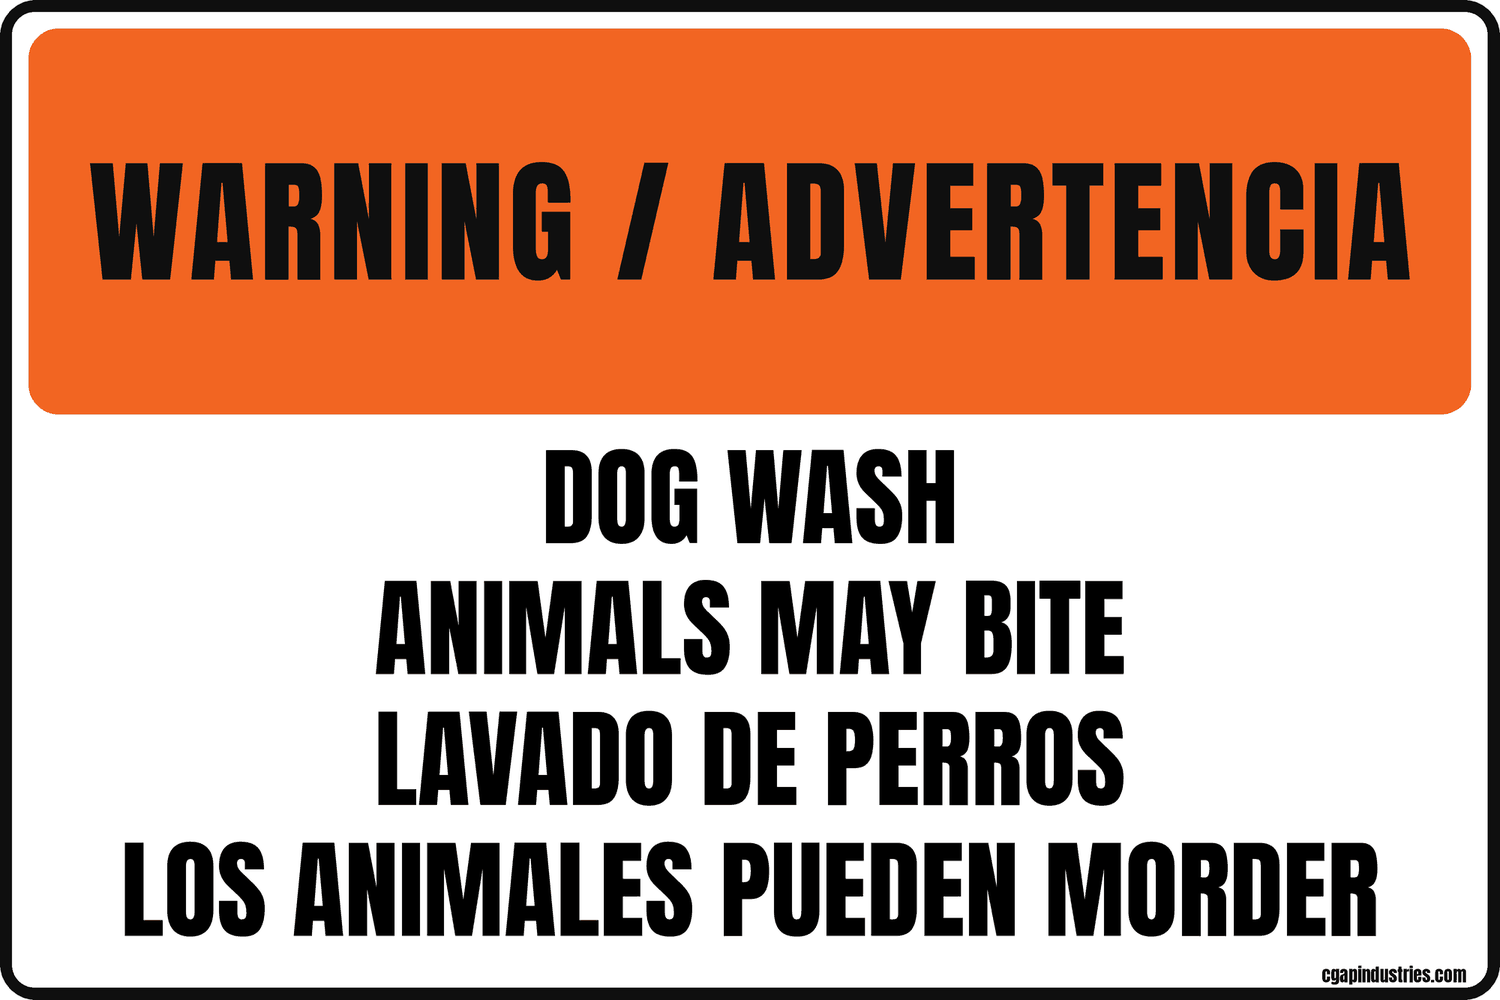 WARNING / ADVERTENCIA
DOG WASH
ANIMALS MAY BITE
LAVADO DE PERROS
LOS ANIMALES PUEDEN MORDER
cgapindustries.com